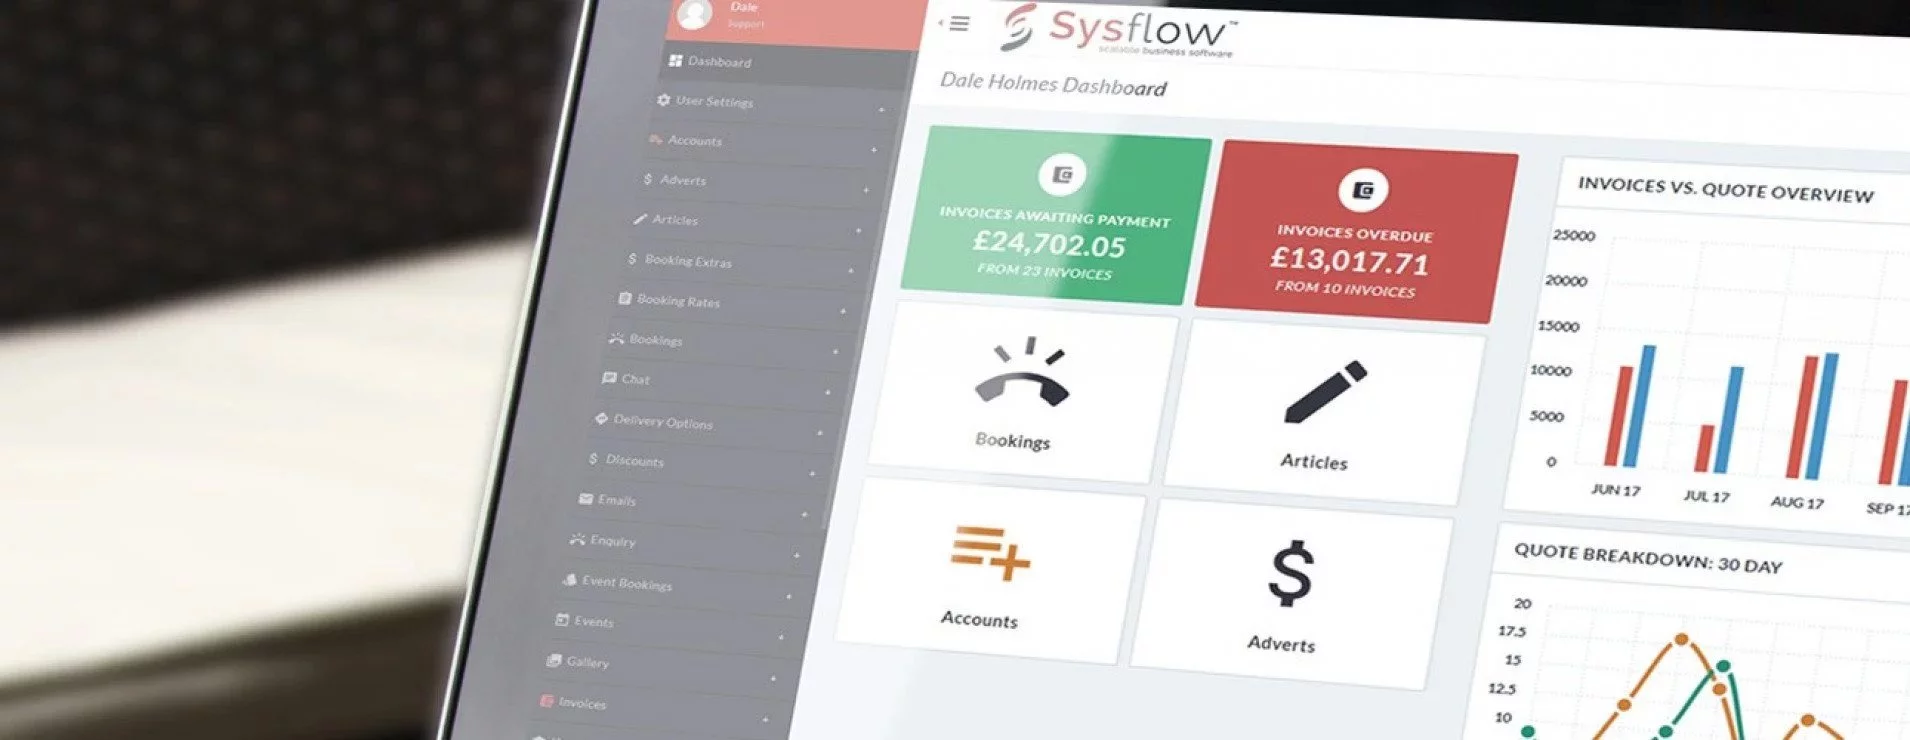 Dale
Support
Dashboard
User Settings
Accounts
Adverts
Articles
Booking Extras
Booking Rates
Bookings
Chat
Delivery Options
Discounts
Emails
Enquiry
Event Bookings
Events
Gallery
Invoices
Sysflow™
scalable business software
Dale Holmes Dashboard
INVOICES AWAITING PAYMENT
£24,702.05
FROM 23 INVOICES
INVOICES OVERDUE
£13,017.71
FROM 10 INVOICES
Bookings
Articles
Accounts
Adverts
INVOICES VS. QUOTE OVERVIEW
25000
20000
15000
10000
5000
0
JUN 17
JUL 17
AUG 17
SEP 17
QUOTE BREAKDOWN: 30 DAY
20
17.5
15
12.5
10